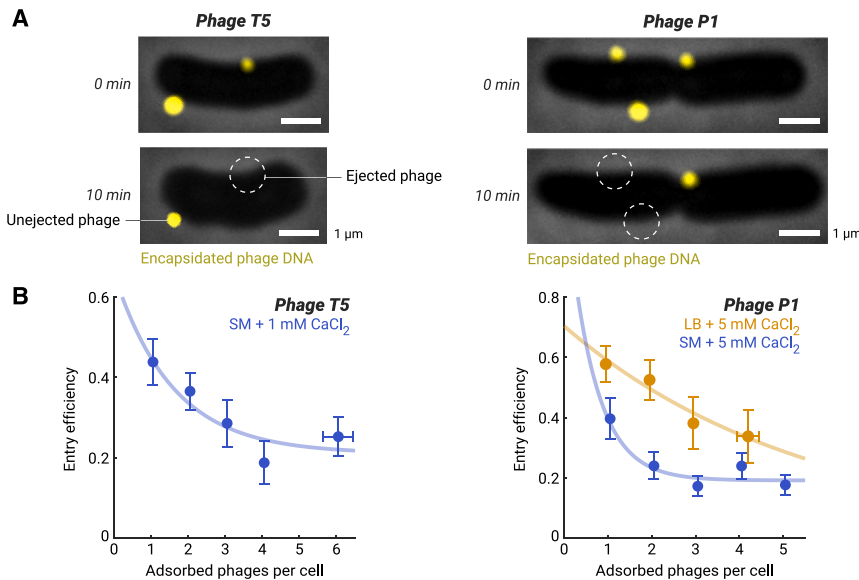 A
Phage T5
Phage P1
0 min
0 min
10 min
Ejected phage
10 min
Unejected phage
1 μm
1 μm
Encapsidated phage DNA
Encapsidated phage DNA
B
Phage T5
SM + 1 mM CaCl₂
0.6
0.4
0.2
0
Entry efficiency
0 1 2 3 4 5 6
Adsorbed phages per cell
Phage P1
LB + 5 mM CaCl₂
SM + 5 mM CaCl₂
0.8
0.6
0.4
0.2
0
Entry efficiency
0 1 2 3 4 5
Adsorbed phages per cell